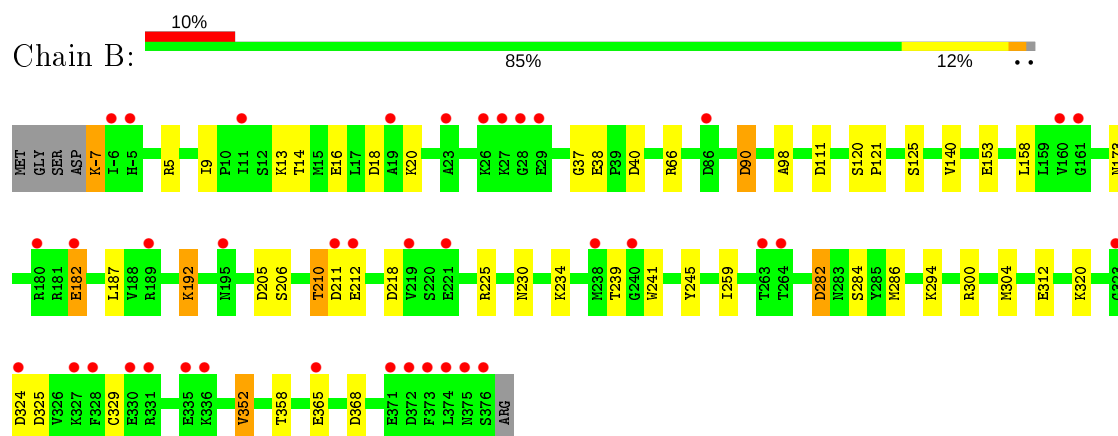 10%
Chain B:
85% 12% • •
MET GLY SER ASP K-7 I-6 H-5 R5 I9 P10 I11 S12 K13 T14 M15 E16 L17 D18 A19 K20 A23 K26 K27 G28 E29 G37 E38 P39 D40 R66 D86 D90 A98 D111 S120 P121 S125 V140 E153 L158 L159 V160 G161 N173
R180 R181 E182 L187 V188 R189 K192 N195 D205 S206 T210 D211 E212 D218 V219 S220 E221 R225 N230 K234 M238 T239 G240 W241 Y245 I259 T263 T264 D282 N283 S284 Y285 M286 K294 R300 M304 E312 K320
D324 D325 V326 K327 F328 C329 E330 R331 E335 K336 V352 T358 E365 D368 E371 D372 F373 L374 N375 S376 ARG